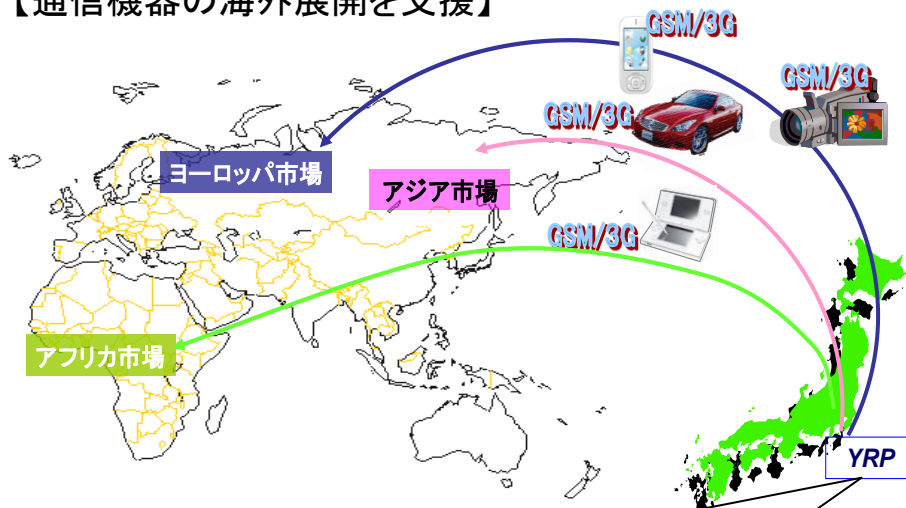 【通信機器の海外展開を支援】
GSM/3G
GSM/3G
GSM/3G
ヨーロッパ市場
アジア市場
GSM/3G
アフリカ市場
YRP